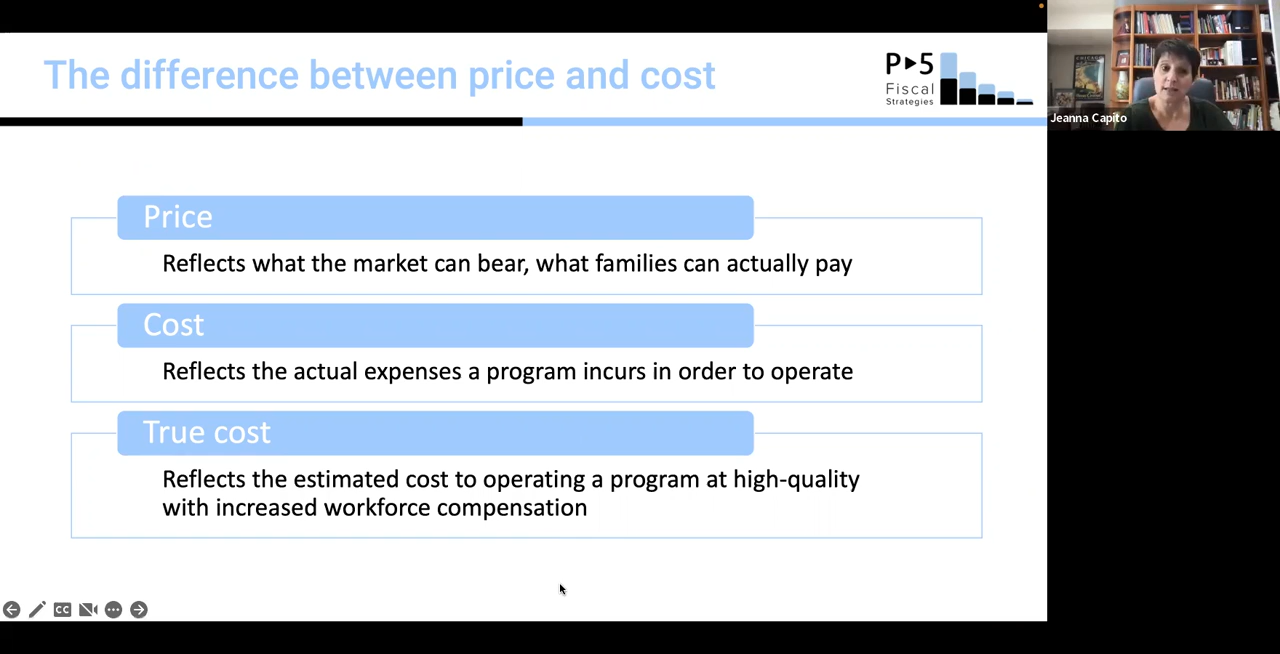 The difference between price and cost
P▶5
Fiscal
Strategies
Jeanna Capito
Price
Reflects what the market can bear, what families can actually pay
Cost
Reflects the actual expenses a program incurs in order to operate
True cost
Reflects the estimated cost to operating a program at high-quality
with increased workforce compensation
CC